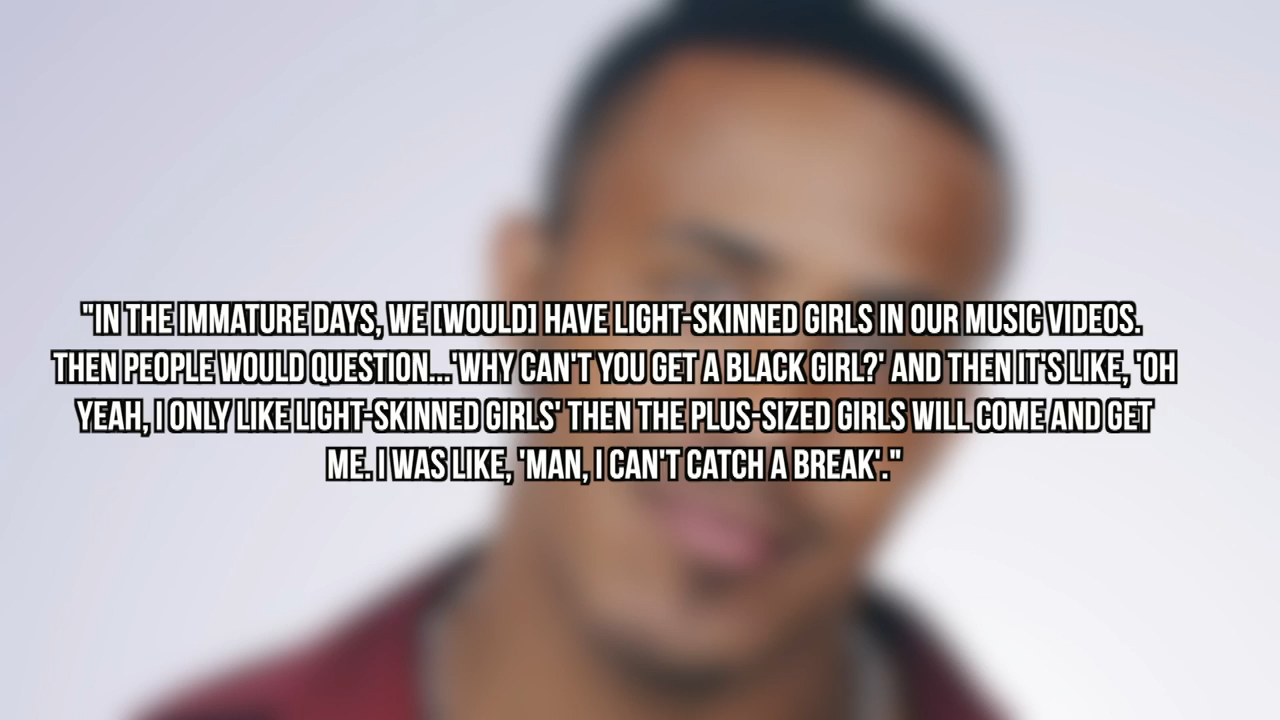 "IN THE IMMATURE DAYS, WE [WOULD] HAVE LIGHT-SKINNED GIRLS IN OUR MUSIC VIDEOS.
THEN PEOPLE WOULD QUESTION...'WHY CAN'T YOU GET A BLACK GIRL?' AND THEN IT'S LIKE, 'OH
YEAH, I ONLY LIKE LIGHT-SKINNED GIRLS' THEN THE PLUS-SIZED GIRLS WILL COME AND GET
ME. I WAS LIKE, 'MAN, I CAN'T CATCH A BREAK'."